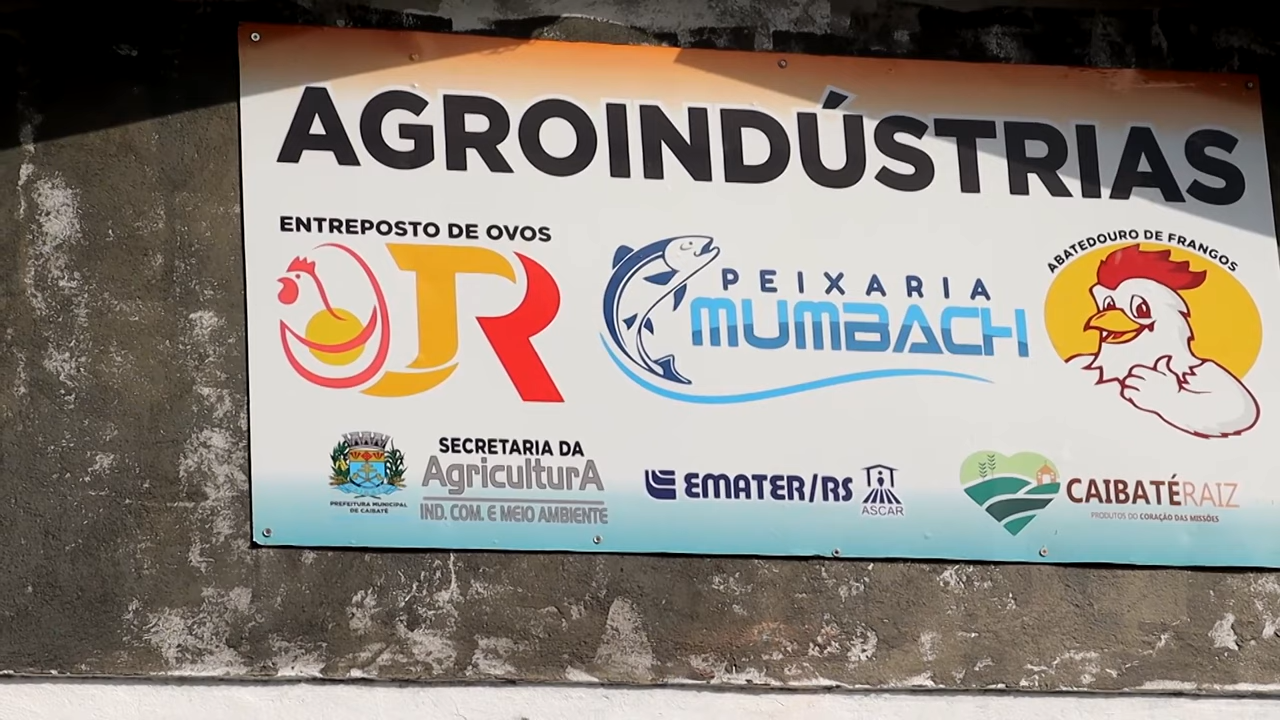 AGROINDÚSTRIAS
ENTREPOSTO DE OVOS
JR
PEIXARIA
MUMBACH
ABATEDOURO DE FRANGOS
PREFEITURA MUNICIPAL
DE CAIBATÉ
SECRETARIA DA
AgriculturA
IND. COM. E MEIO AMBIENTE
EMATER/RS
ASCAR
CAIBATÉRAIZ
PRODUTOS DO CORAÇÃO DAS MISSÕES